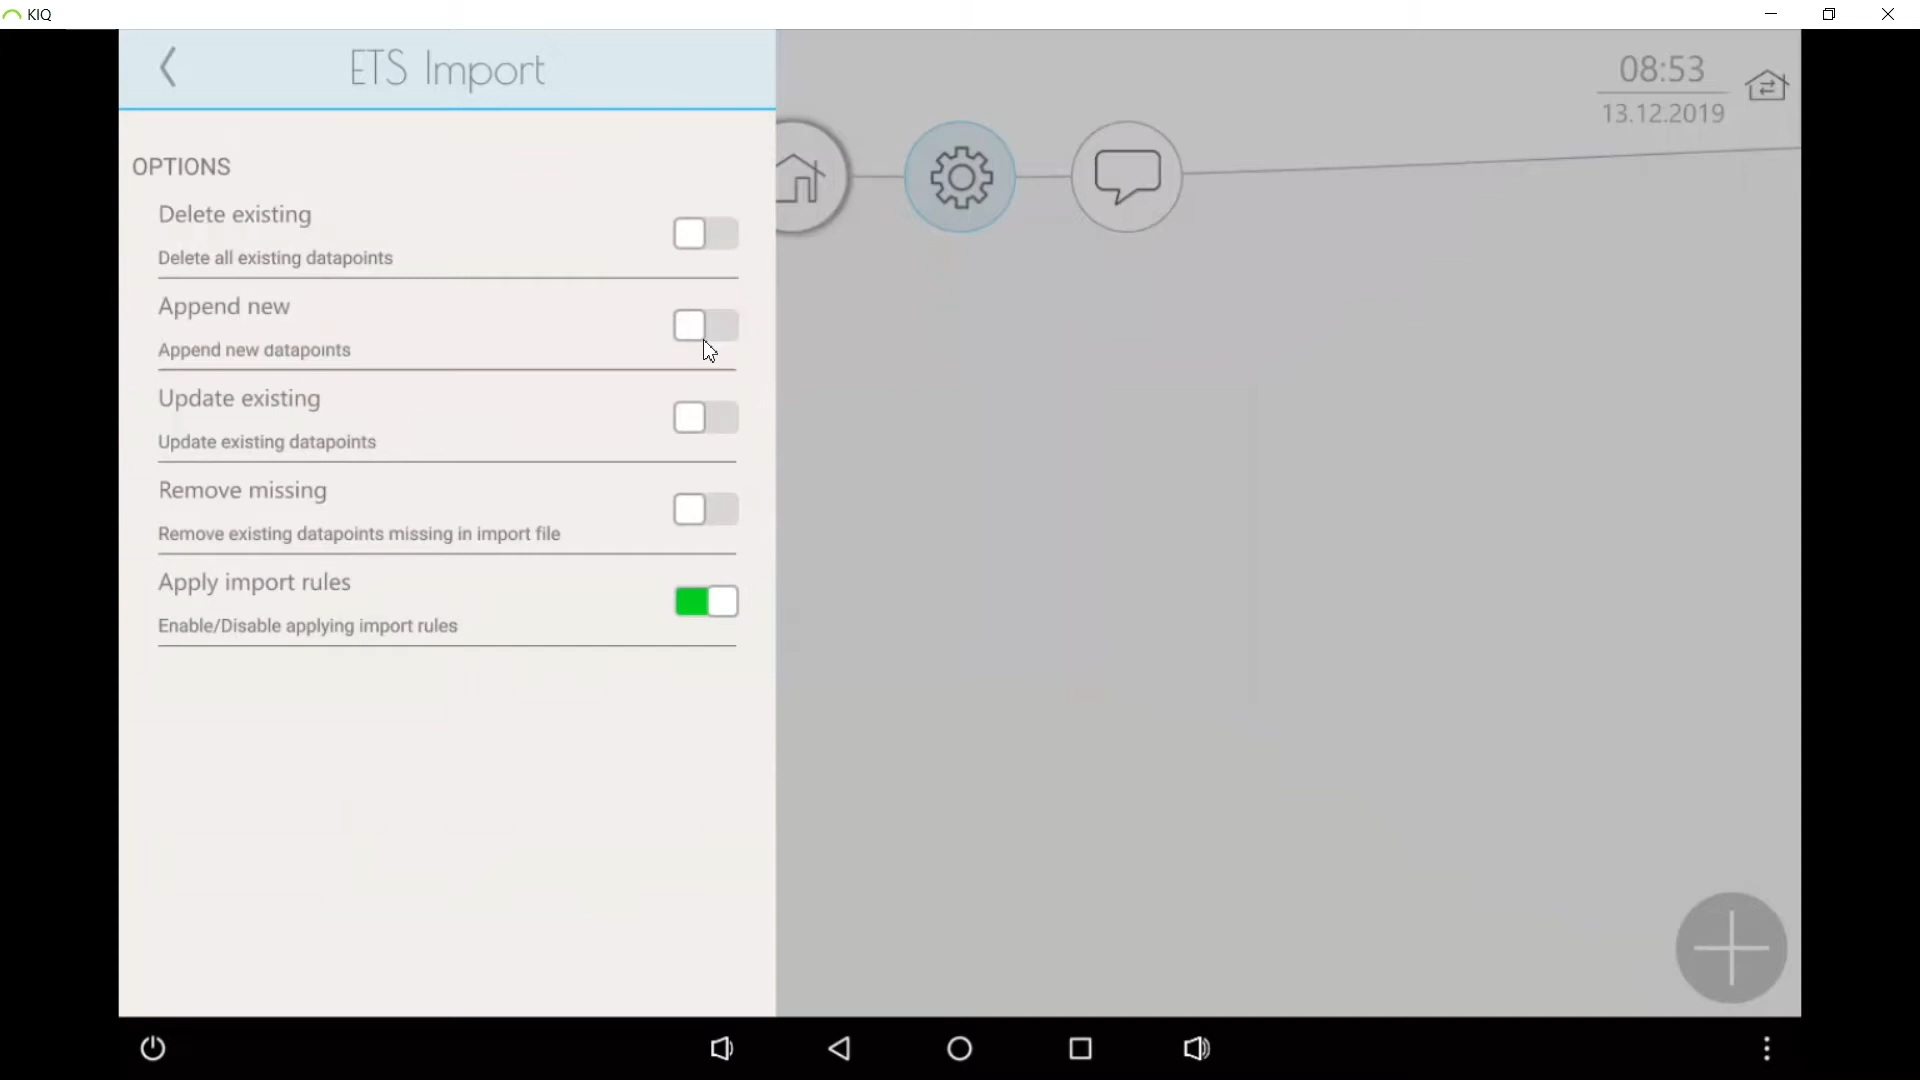 KIQ
ETS Import
08:53
13.12.2019
OPTIONS
Delete existing
Delete all existing datapoints
Append new
Append new datapoints
Update existing
Update existing datapoints
Remove missing
Remove existing datapoints missing in import file
Apply import rules
Enable/Disable applying import rules